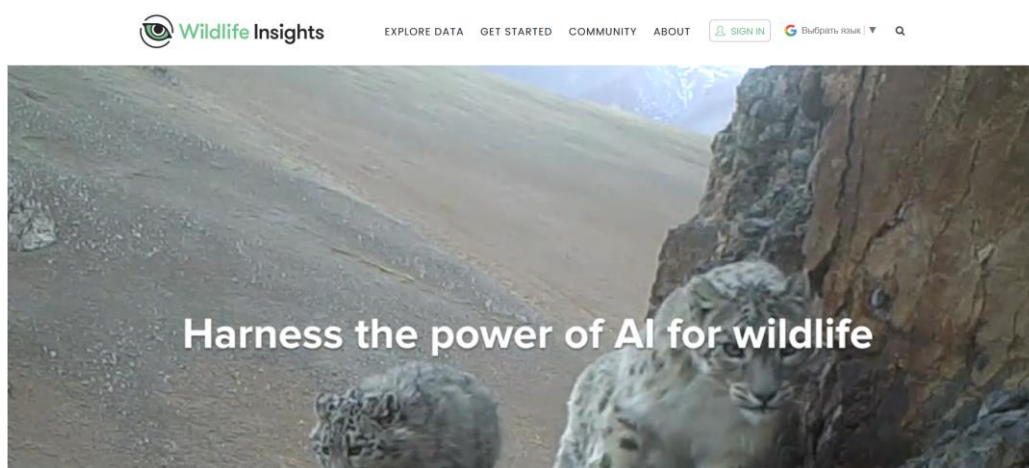 Wildlife Insights
EXPLORE DATA GET STARTED COMMUNITY ABOUT SIGN IN Выбрать язык
Harness the power of AI for wildlife